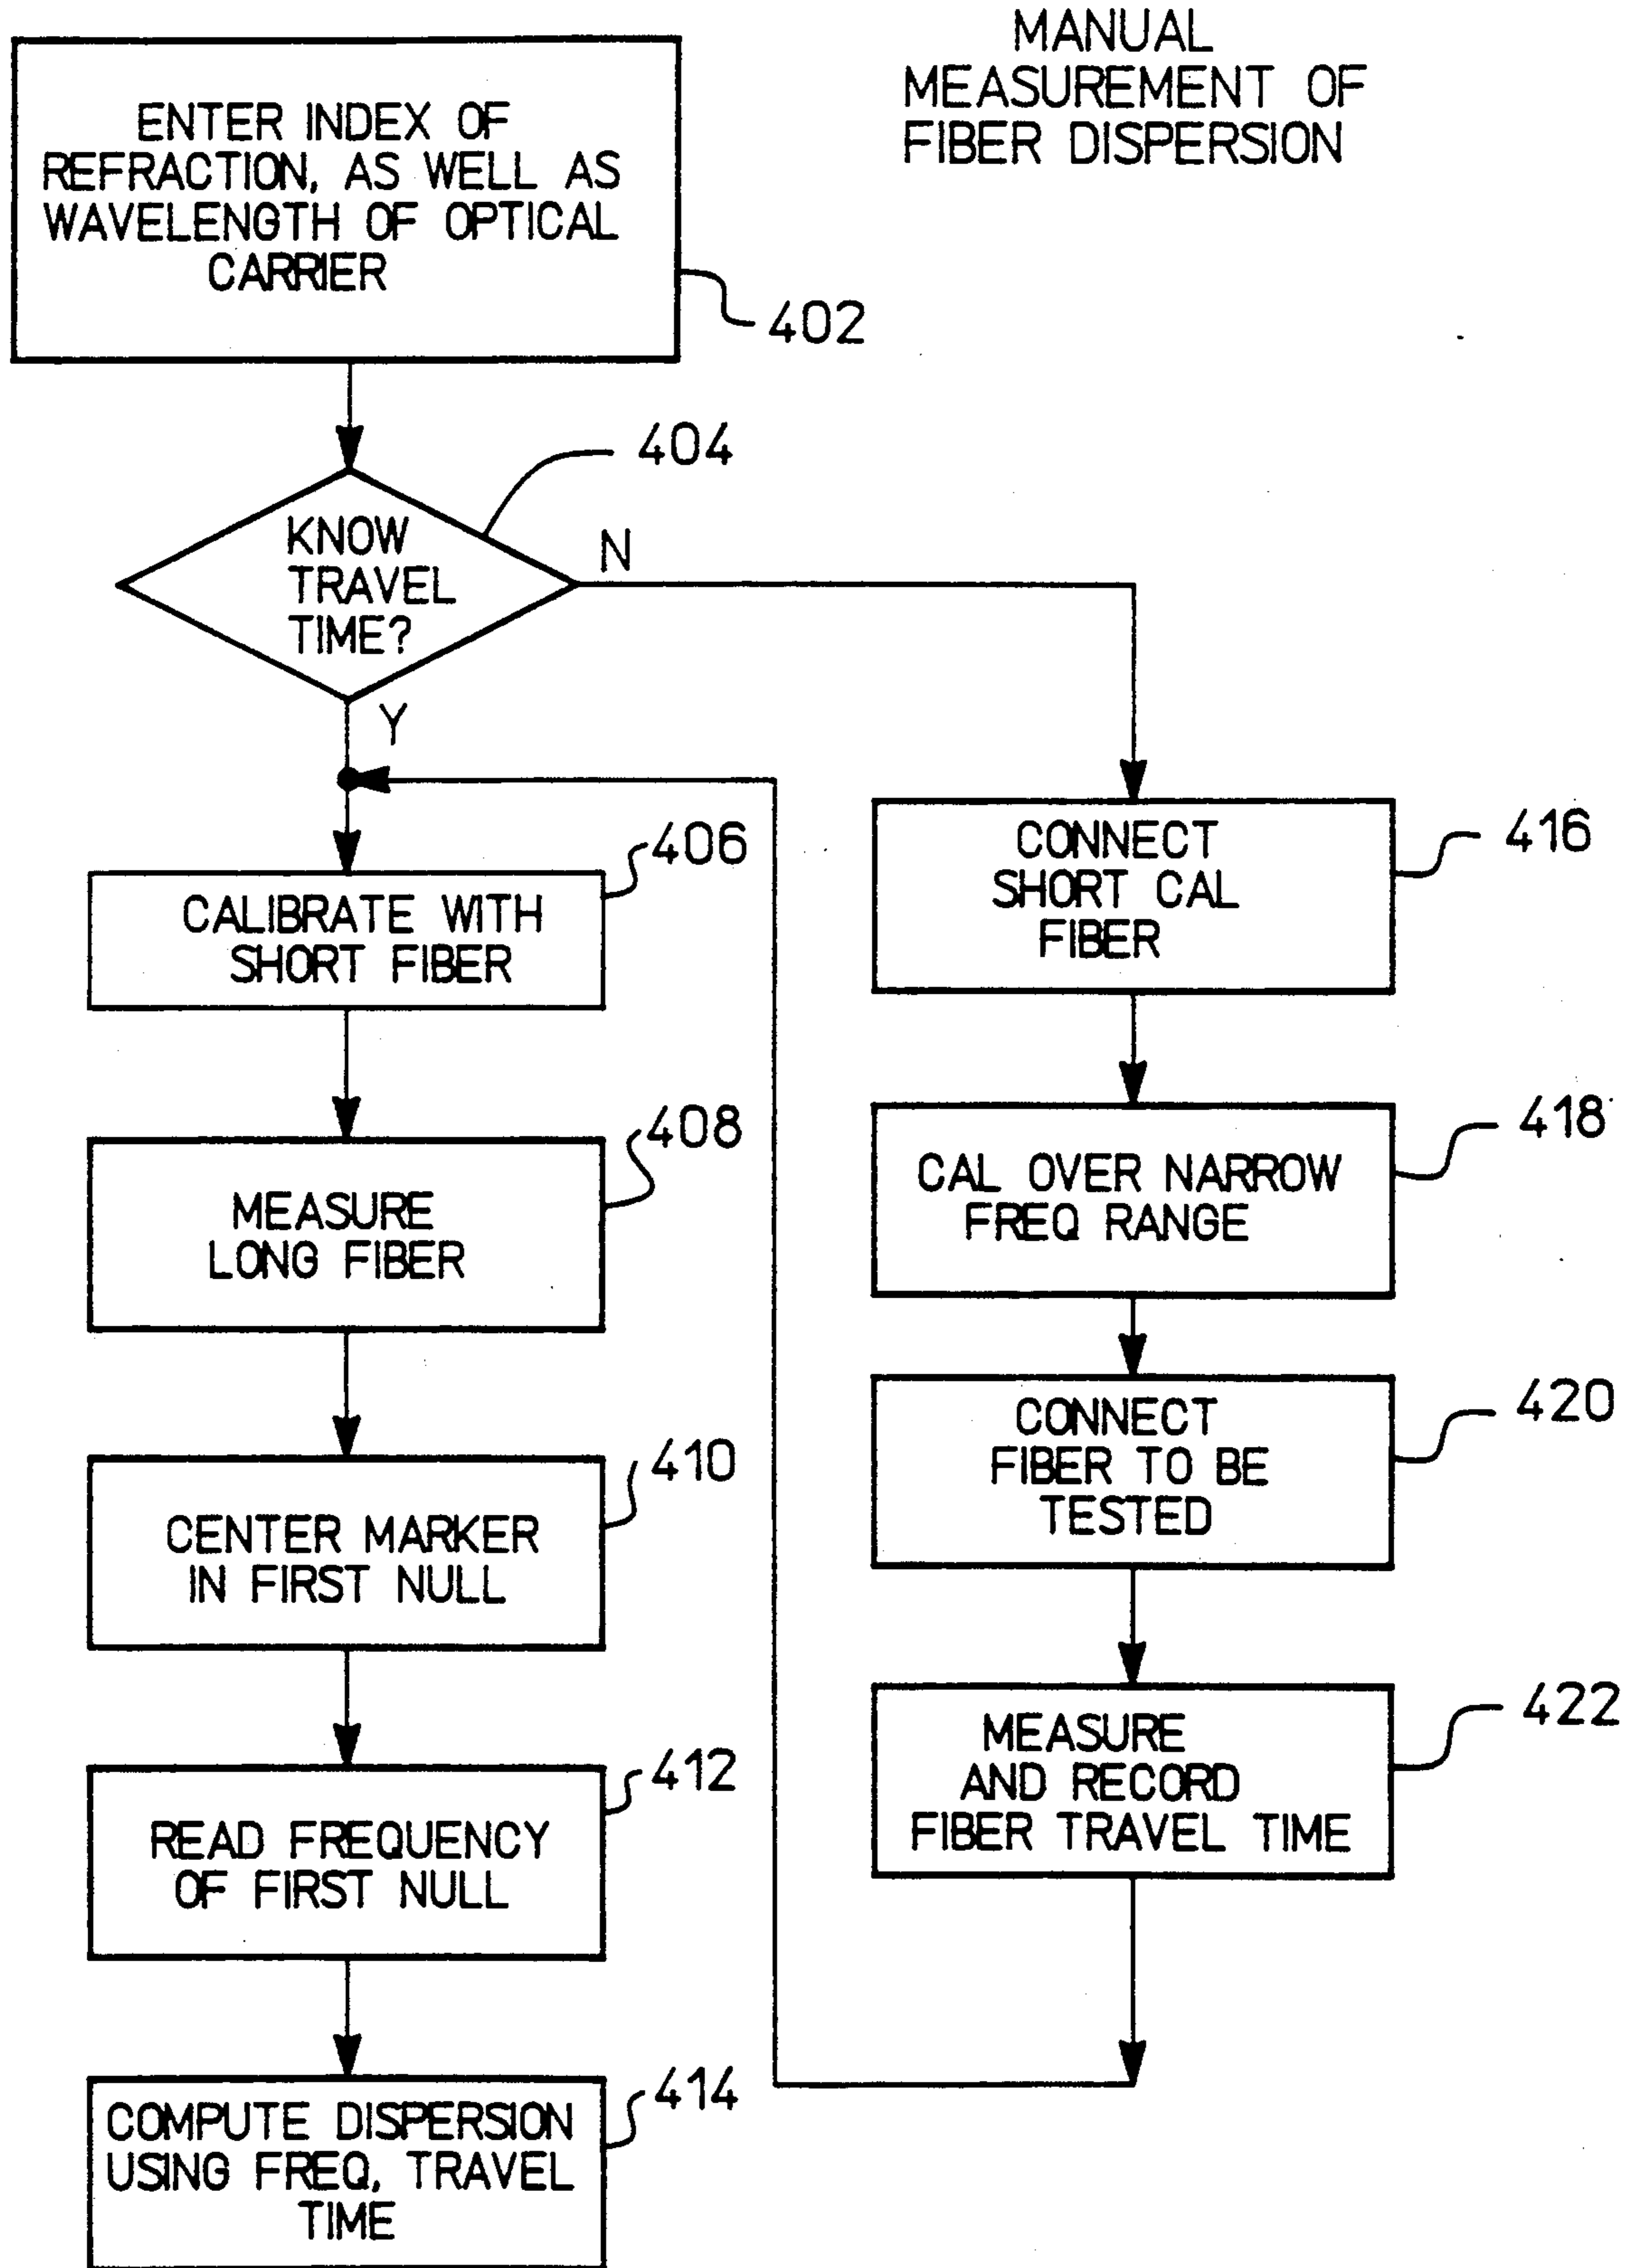 MANUAL
MEASUREMENT OF
FIBER DISPERSION
ENTER INDEX OF
REFRACTION, AS WELL AS
WAVELENGTH OF OPTICAL
CARRIER
402
404
KNOW
TRAVEL
TIME?
N
Y
406
CALIBRATE WITH
SHORT FIBER
408
MEASURE
LONG FIBER
410
CENTER MARKER
IN FIRST NULL
412
READ FREQUENCY
OF FIRST NULL
414
COMPUTE DISPERSION
USING FREQ, TRAVEL
TIME
416
CONNECT
SHORT CAL
FIBER
418
CAL OVER NARROW
FREQ RANGE
420
CONNECT
FIBER TO BE
TESTED
422
MEASURE
AND RECORD
FIBER TRAVEL TIME